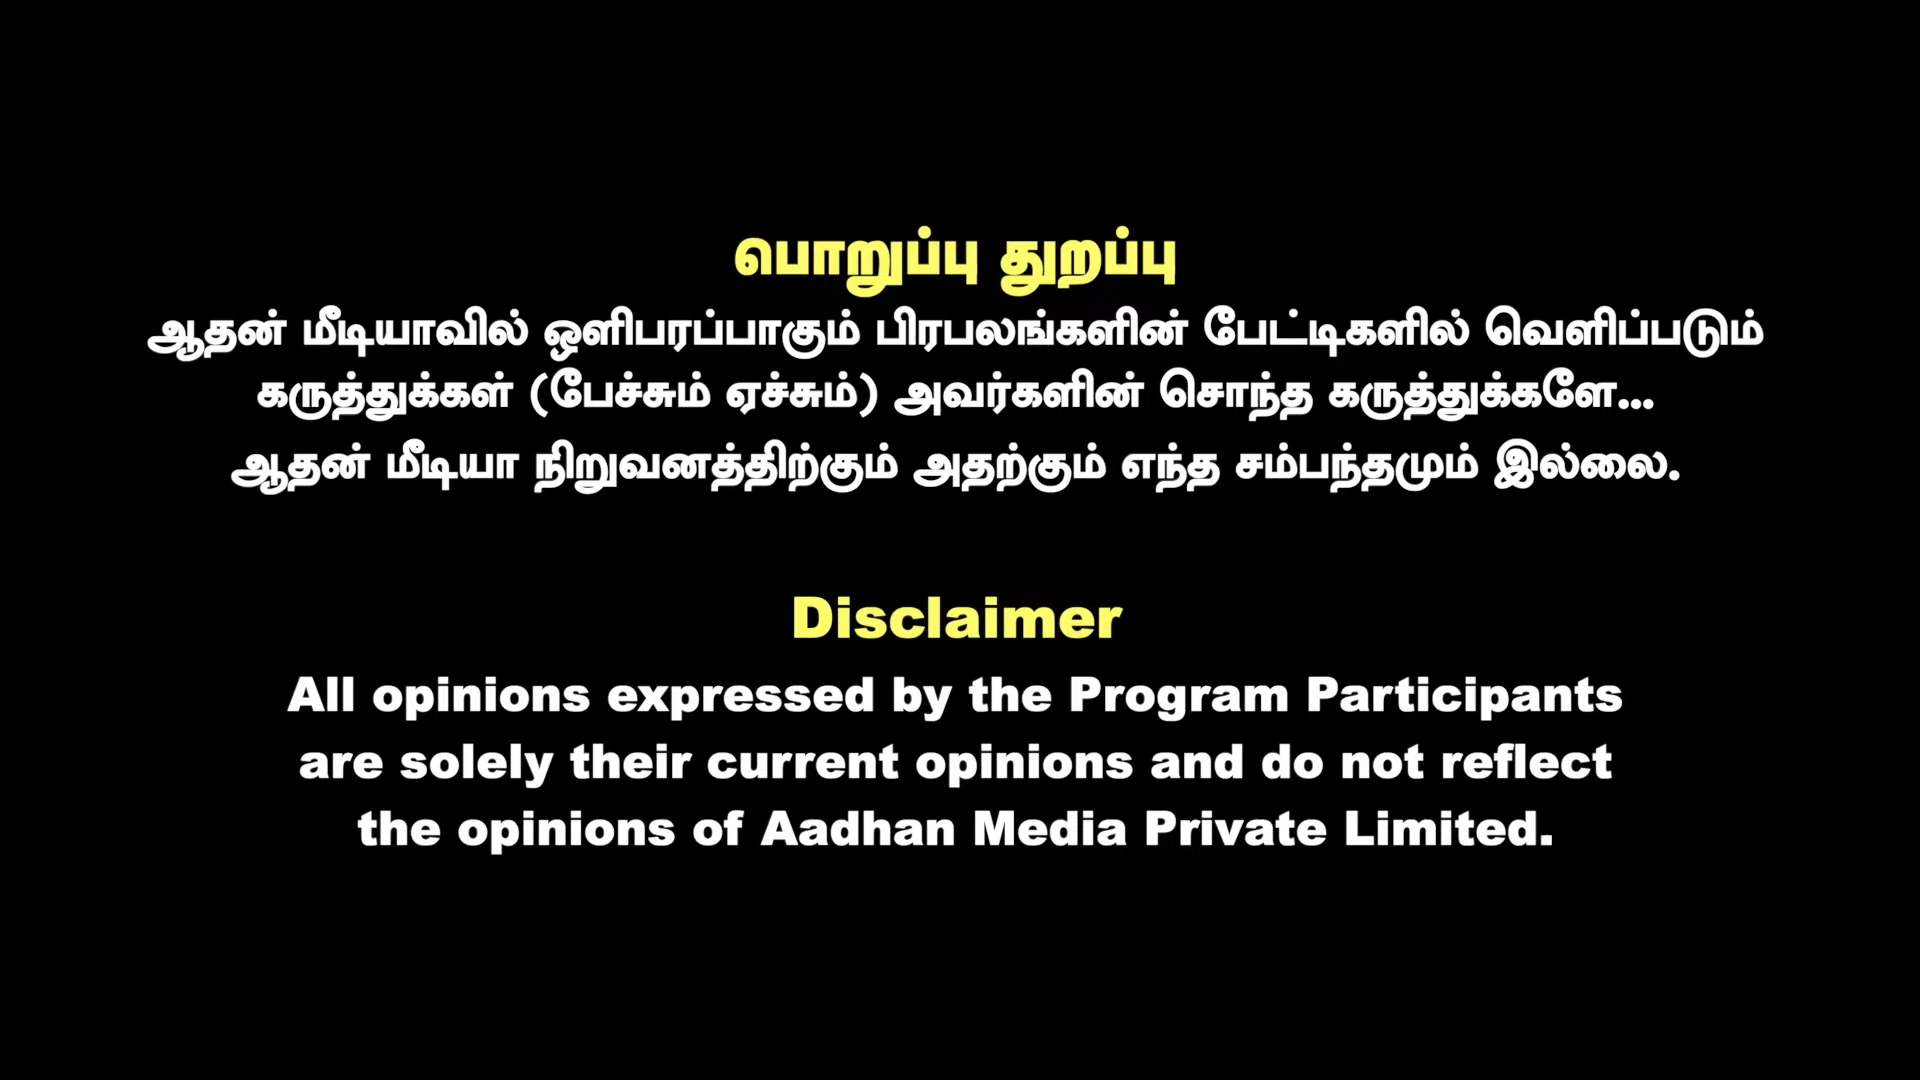 பொறுப்பு துறப்பு
ஆதன் மீடியாவில் ஒளிபரப்பாகும் பிரபலங்களின் பேட்டிகளில் வெளிப்படும்
கருத்துக்கள் (பேச்சும் ஏச்சும்) அவர்களின் சொந்த கருத்துக்களே...
ஆதன் மீடியா நிறுவனத்திற்கும் அதற்கும் எந்த சம்பந்தமும் இல்லை.
Disclaimer
All opinions expressed by the Program Participants
are solely their current opinions and do not reflect
the opinions of Aadhan Media Private Limited.